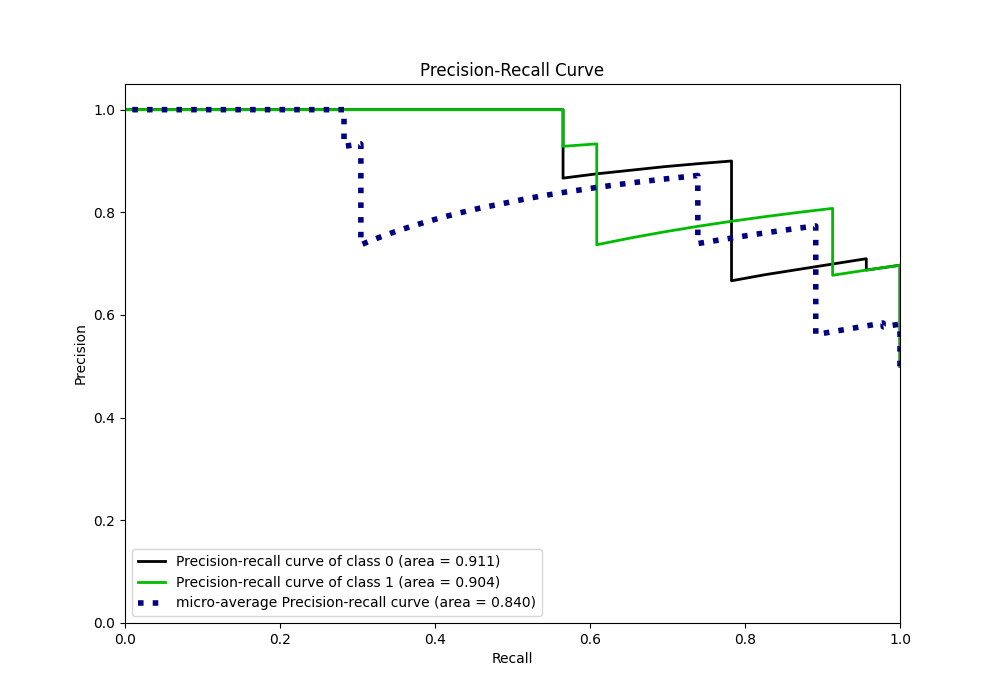 Precision-Recall Curve
1.0
0.8
0.6
0.4
0.2
0.0
Precision
Precision-recall curve of class 0 (area = 0.911)
Precision-recall curve of class 1 (area = 0.904)
micro-average Precision-recall curve (area = 0.840)
0.0 0.2 0.4 0.6 0.8 1.0
Recall